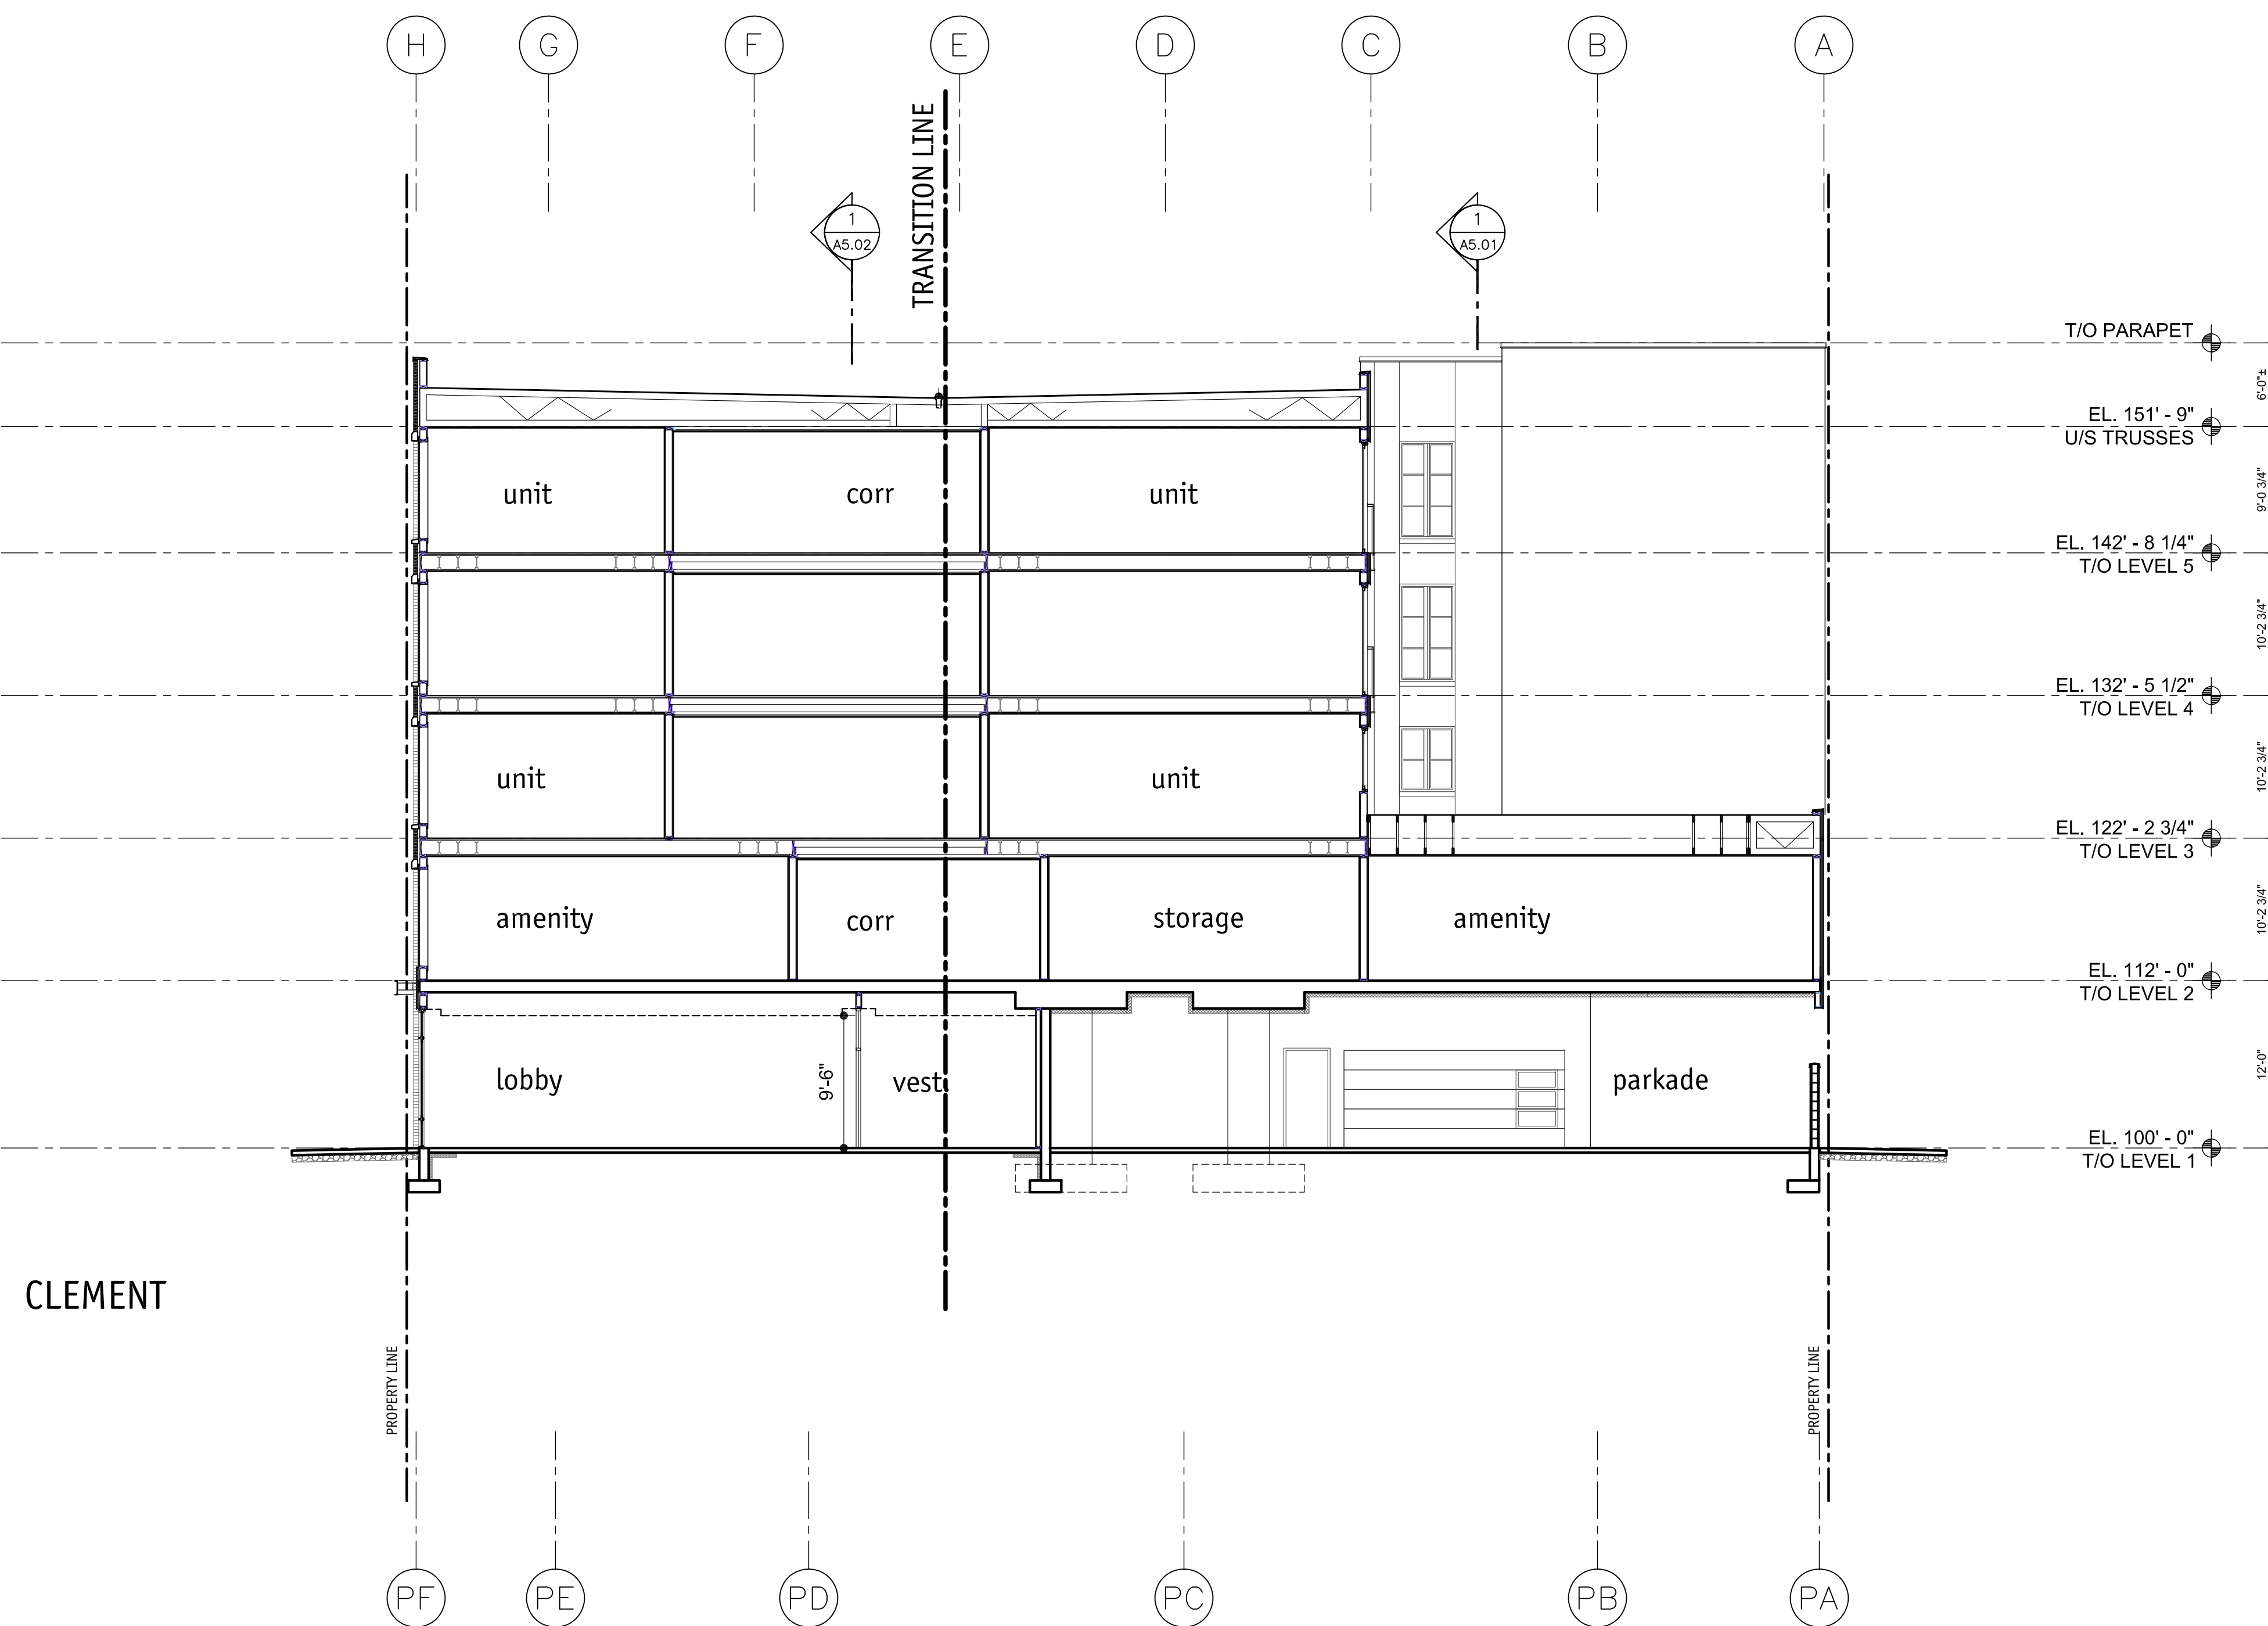 H G F E D C B A
TRANSITION LINE
1
A5.02
1
A5.01
T/O PARAPET
6'-0"±
EL. 151' - 9"
U/S TRUSSES
unit corr unit
9'-0 3/4"
EL. 142' - 8 1/4"
T/O LEVEL 5
10'-2 3/4"
EL. 132' - 5 1/2"
T/O LEVEL 4
unit unit
10'-2 3/4"
EL. 122' - 2 3/4"
T/O LEVEL 3
amenity corr storage amenity
10'-2 3/4"
EL. 112' - 0"
T/O LEVEL 2
lobby 9'-6" vest. parkade
12'-0"
EL. 100' - 0"
T/O LEVEL 1
CLEMENT
PROPERTY LINE PROPERTY LINE
PF PE PD PC PB PA